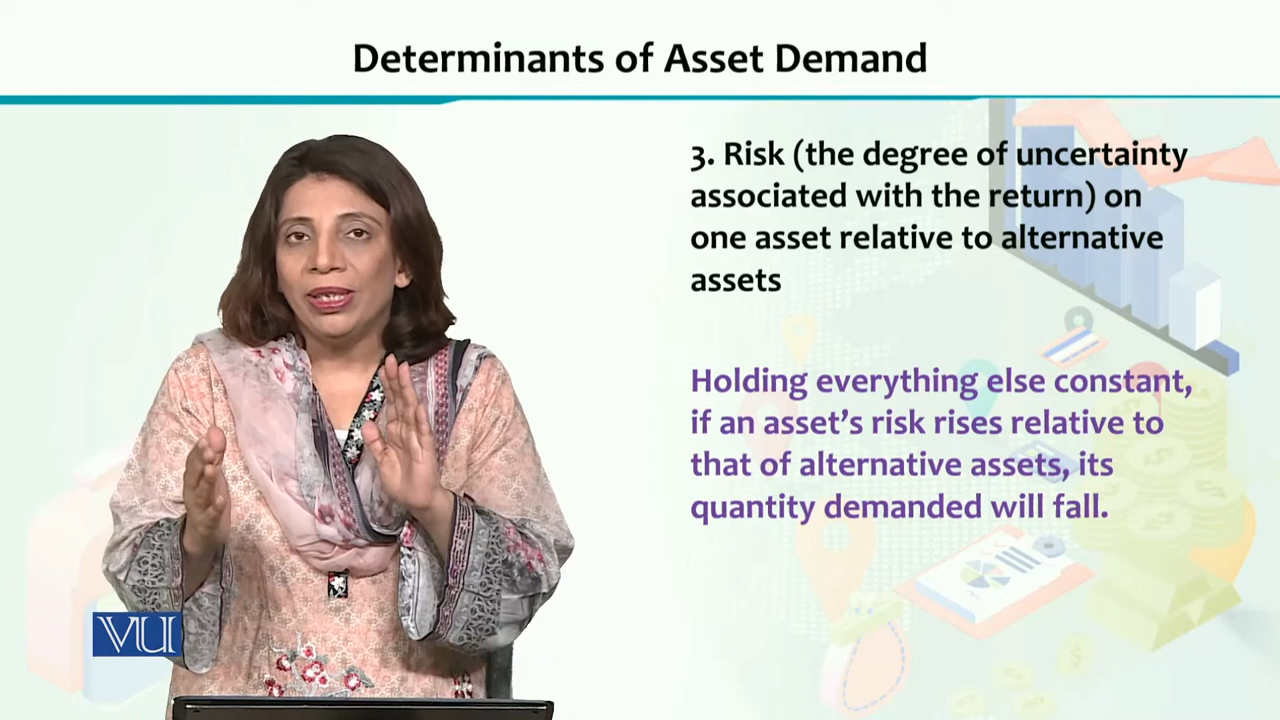 Determinants of Asset Demand
3. Risk (the degree of uncertainty
associated with the return) on
one asset relative to alternative
assets
Holding everything else constant,
if an asset’s risk rises relative to
that of alternative assets, its
quantity demanded will fall.
VU